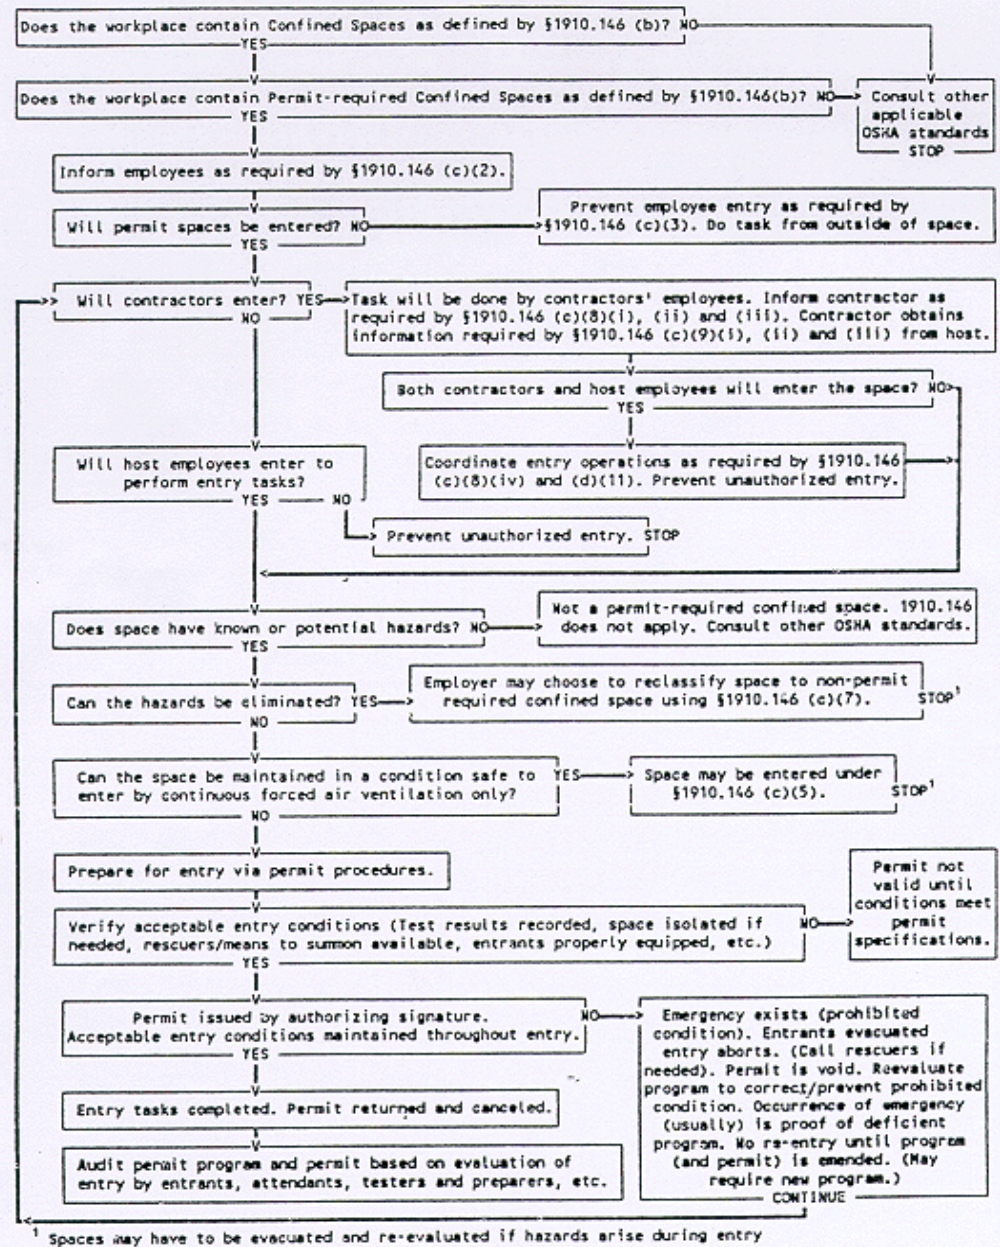 Does the workplace contain Confined Spaces as defined by §1910.146 (b)? NO
YES
Does the workplace contain Permit-required Confined Spaces as defined by §1910.146(b)? NO
YES
Consult other
applicable
OSHA standards
STOP
Inform employees as required by §1910.146 (c)(2).
Will permit spaces be entered? NO
YES
Prevent employee entry as required by
§1910.146 (c)(3). Do task from outside of space.
Will contractors enter? YES
NO
Task will be done by contractors' employees. Inform contractor as
required by §1910.146 (c)(8)(i), (ii) and (iii). Contractor obtains
information required by §1910.146 (c)(9)(i), (ii) and (iii) from host.
Both contractors and host employees will enter the space? NO
YES
Will host employees enter to
perform entry tasks?
YES NO
Coordinate entry operations as required by §1910.146
(c)(8)(iv) and (d)(11). Prevent unauthorized entry.
Prevent unauthorized entry. STOP
Does space have known or potential hazards? NO
YES
Not a permit-required confined space. 1910.146
does not apply. Consult other OSHA standards.
Can the hazards be eliminated? YES
NO
Employer may choose to reclassify space to non-permit
required confined space using §1910.146 (c)(7).
STOP¹
Can the space be maintained in a condition safe to
enter by continuous forced air ventilation only?
YES
NO
Space may be entered under
§1910.146 (c)(5).
STOP¹
Prepare for entry via permit procedures.
Verify acceptable entry conditions (Test results recorded, space isolated if
needed, rescuers/means to summon available, entrants properly equipped, etc.)
NO
YES
Permit not
valid until
conditions meet
permit
specifications.
Permit issued by authorizing signature.
Acceptable entry conditions maintained throughout entry.
NO
YES
Emergency exists (prohibited
condition). Entrants evacuated
entry aborts. (Call rescuers if
needed). Permit is void. Reevaluate
program to correct/prevent prohibited
condition. Occurrence of emergency
(usually) is proof of deficient
program. No re-entry until program
(and permit) is emended. (May
require new program.)
CONTINUE
Entry tasks completed. Permit returned and canceled.
Audit permit program and permit based on evaluation of
entry by entrants, attendants, testers and preparers, etc.
¹ Spaces may have to be evacuated and re-evaluated if hazards arise during entry